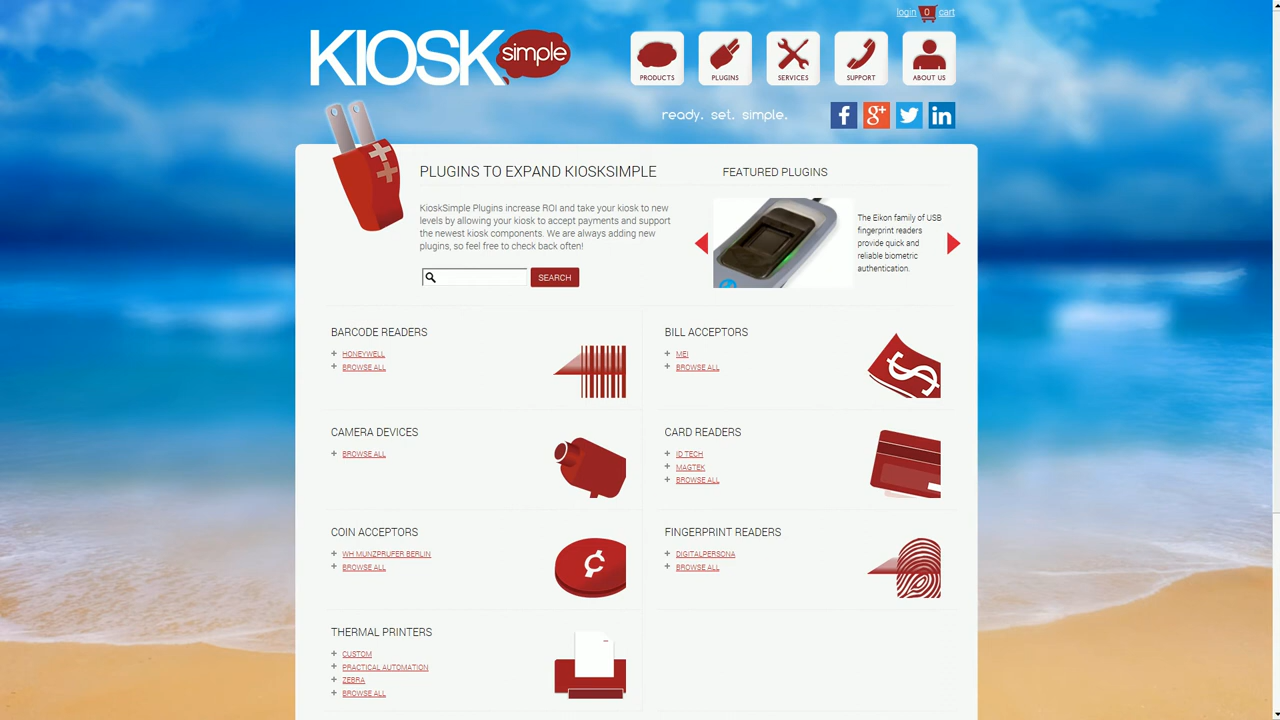 login 0 cart
KIOSK simple
PRODUCTS
PLUGINS
SERVICES
SUPPORT
ABOUT US
ready. set. simple.
PLUGINS TO EXPAND KIOSKSIMPLE
KioskSimple Plugins increase ROI and take your kiosk to new
levels by allowing your kiosk to accept payments and support
the newest kiosk components. We are always adding new
plugins, so feel free to check back often!
SEARCH
FEATURED PLUGINS
The Eikon family of USB
fingerprint readers
provide quick and
reliable biometric
authentication.
BARCODE READERS
HONEYWELL
BROWSE ALL
BILL ACCEPTORS
MEI
BROWSE ALL
CAMERA DEVICES
BROWSE ALL
CARD READERS
ID TECH
MAGTEK
BROWSE ALL
COIN ACCEPTORS
WH MUNZPRUFER BERLIN
BROWSE ALL
FINGERPRINT READERS
DIGITALPERSONA
BROWSE ALL
THERMAL PRINTERS
CUSTOM
PRACTICAL AUTOMATION
ZEBRA
BROWSE ALL